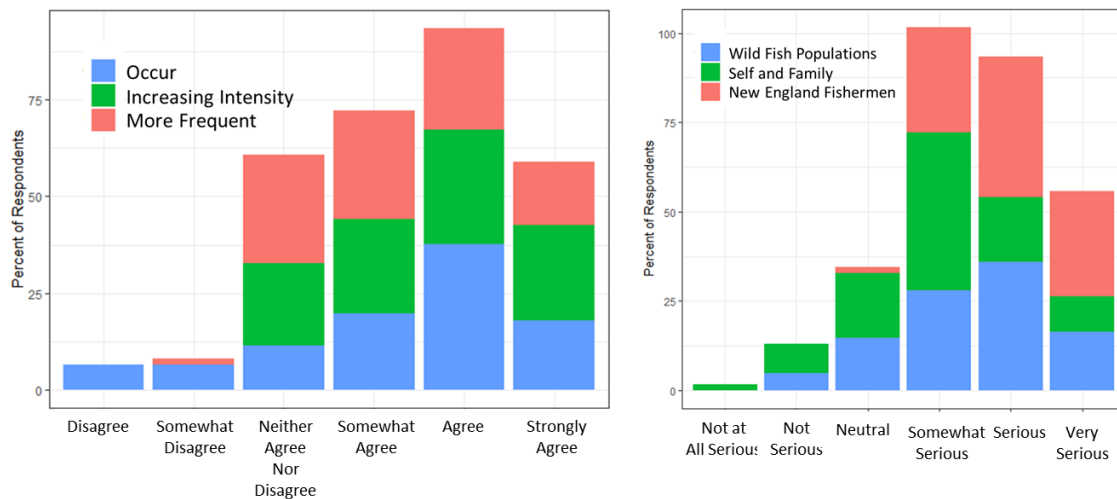 Percent of Respondents
75
50
25
0
Occur
Increasing Intensity
More Frequent
Disagree
Somewhat
Disagree
Neither
Agree
Nor
Disagree
Somewhat
Agree
Agree
Strongly
Agree
Percent of Respondents
100
75
50
25
0
Wild Fish Populations
Self and Family
New England Fishermen
Not at
All Serious
Not
Serious
Neutral
Somewhat
Serious
Serious
Very
Serious